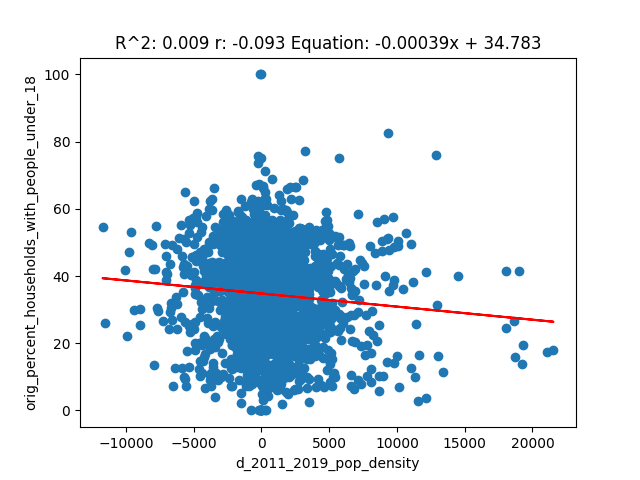 R^2: 0.009 r: -0.093 Equation: -0.00039x + 34.783
orig_percent_households_with_people_under_18
100
80
60
40
20
0
−10000 −5000 0 5000 10000 15000 20000
d_2011_2019_pop_density